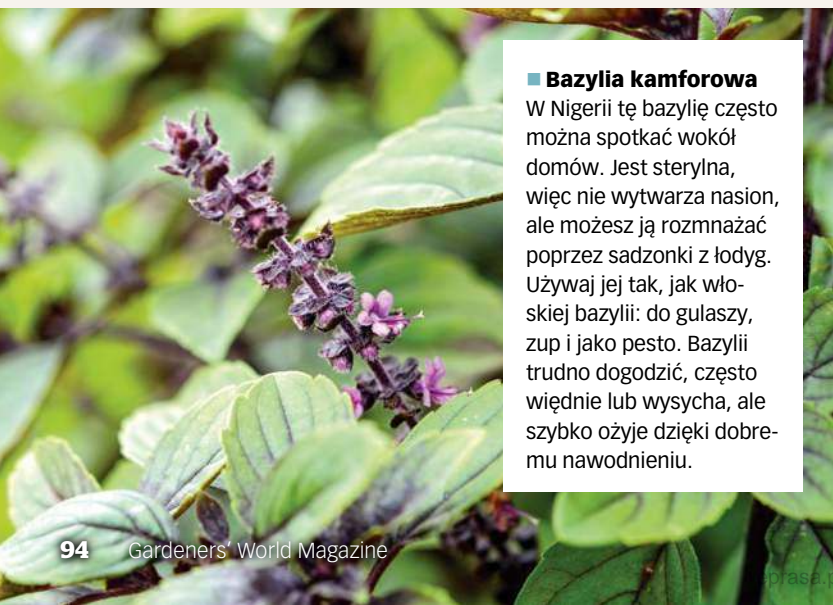 ■ Bazylia kamforowa
W Nigerii tę bazylię często
można spotkać wokół
domów. Jest sterylna,
więc nie wytwarza nasion,
ale możesz ją rozmnażać
poprzez sadzonki z łodyg.
Używaj jej tak, jak wło-
skiej bazylii: do gulaszy,
zup i jako pesto. Bazylii
trudno dogodzić, często
więdnie lub wysycha, ale
szybko ożyje dzięki dobre-
mu nawodnieniu.
94 Gardeners' World Magazine